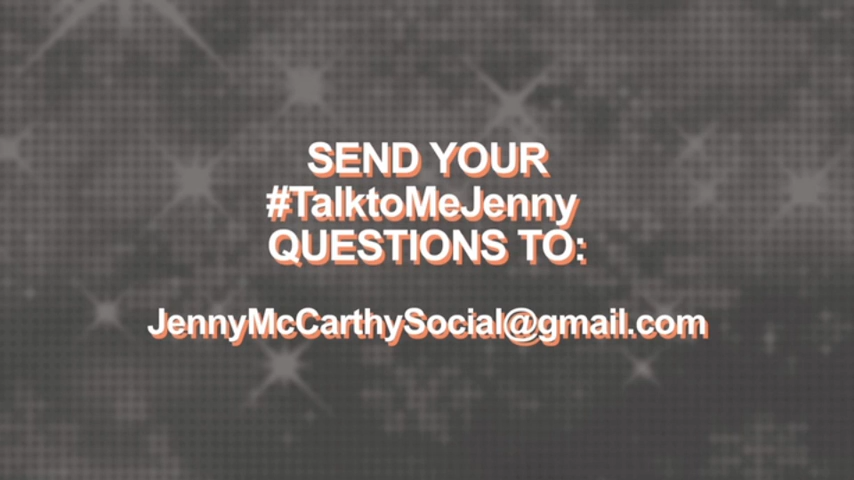 SEND YOUR
#TalktoMeJenny
QUESTIONS TO:
JennyMcCarthySocial@gmail.com